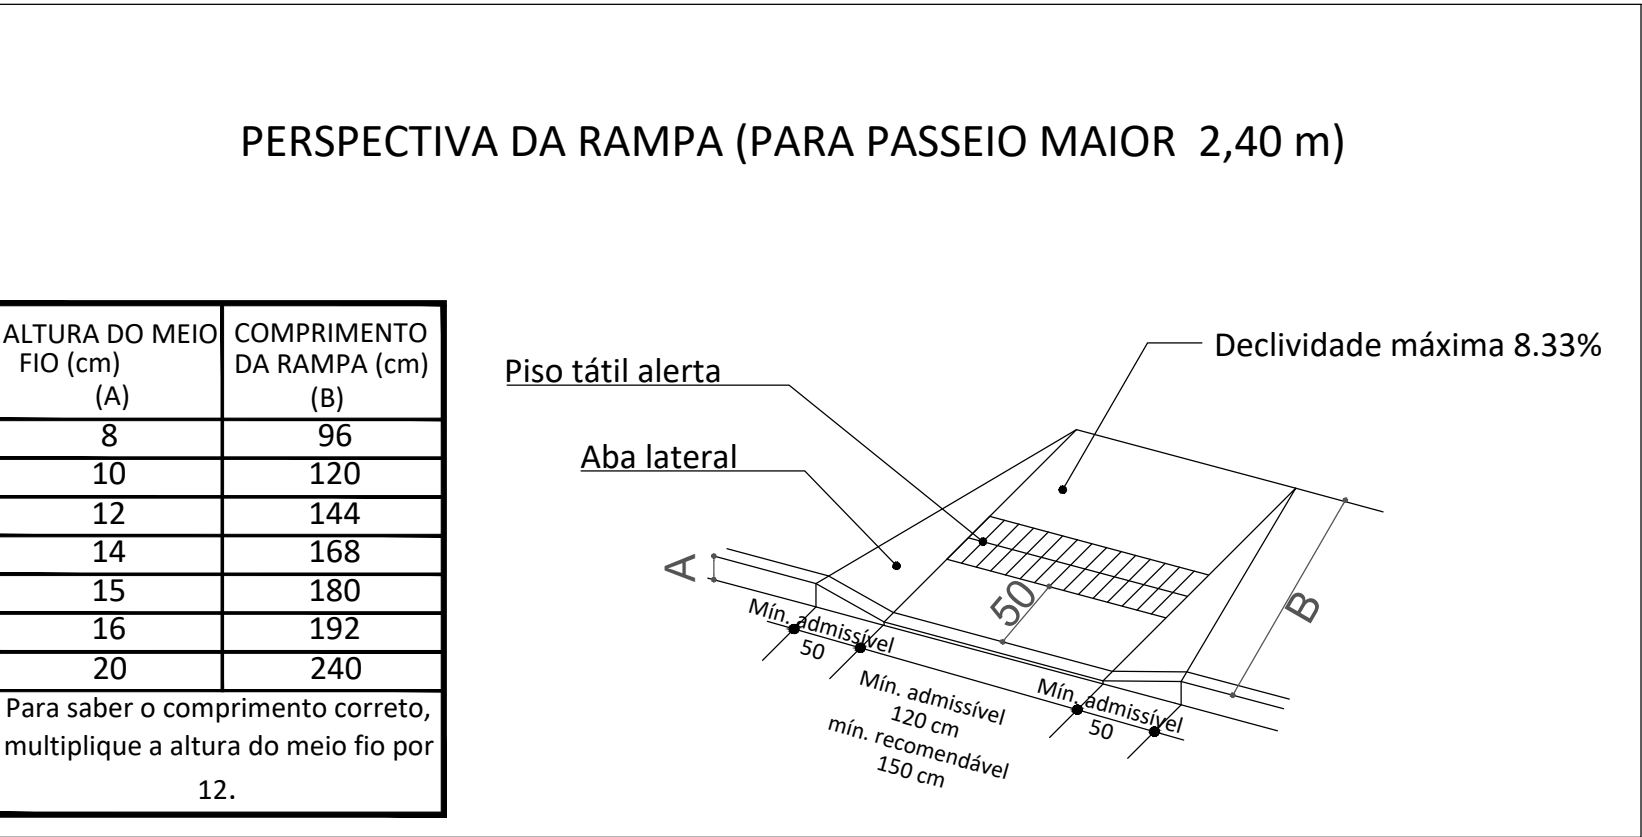 PERSPECTIVA DA RAMPA (PARA PASSEIO MAIOR 2,40 m)
ALTURA DO MEIO FIO (cm) (A)
COMPRIMENTO DA RAMPA (cm) (B)
8 96
10 120
12 144
14 168
15 180
16 192
20 240
Para saber o comprimento correto,
multiplique a altura do meio fio por
12.
Declividade máxima 8.33%
Piso tátil alerta
Aba lateral
A
50
B
Mín. admissível
50
Mín. admissível
120 cm
mín. recomendável
150 cm
Mín. admissível
50